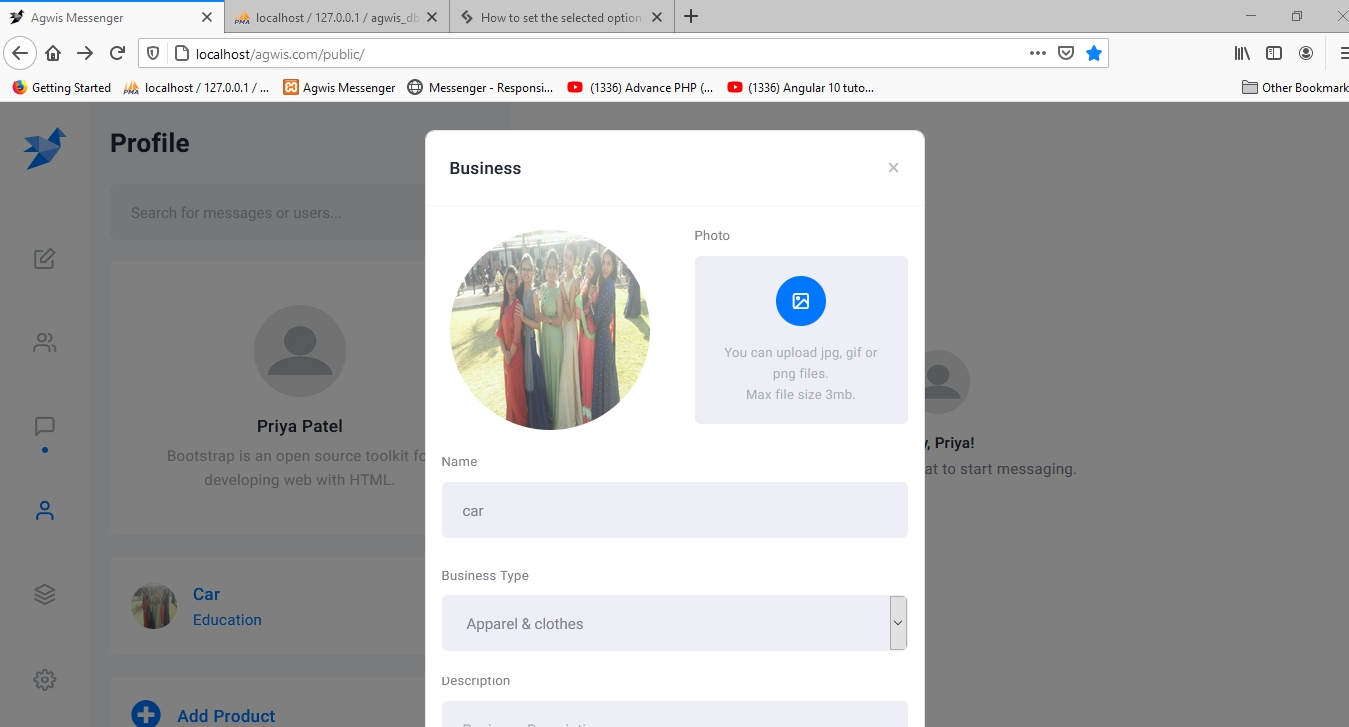 Agwis Messenger
localhost / 127.0.0.1 / agwis_db
How to set the selected option
localhost/agwis.com/public/
Getting Started
localhost / 127.0.0.1 / ...
Agwis Messenger
Messenger - Responsi...
(1336) Advance PHP (...
(1336) Angular 10 tuto...
Other Bookmark
Profile
Search for messages or users...
Priya Patel
Bootstrap is an open source toolkit fo
developing web with HTML.
Car
Education
Add Product
Business
Photo
You can upload jpg, gif or
png files.
Max file size 3mb.
Name
car
Business Type
Apparel & clothes
Description
y, Priya!
at to start messaging.